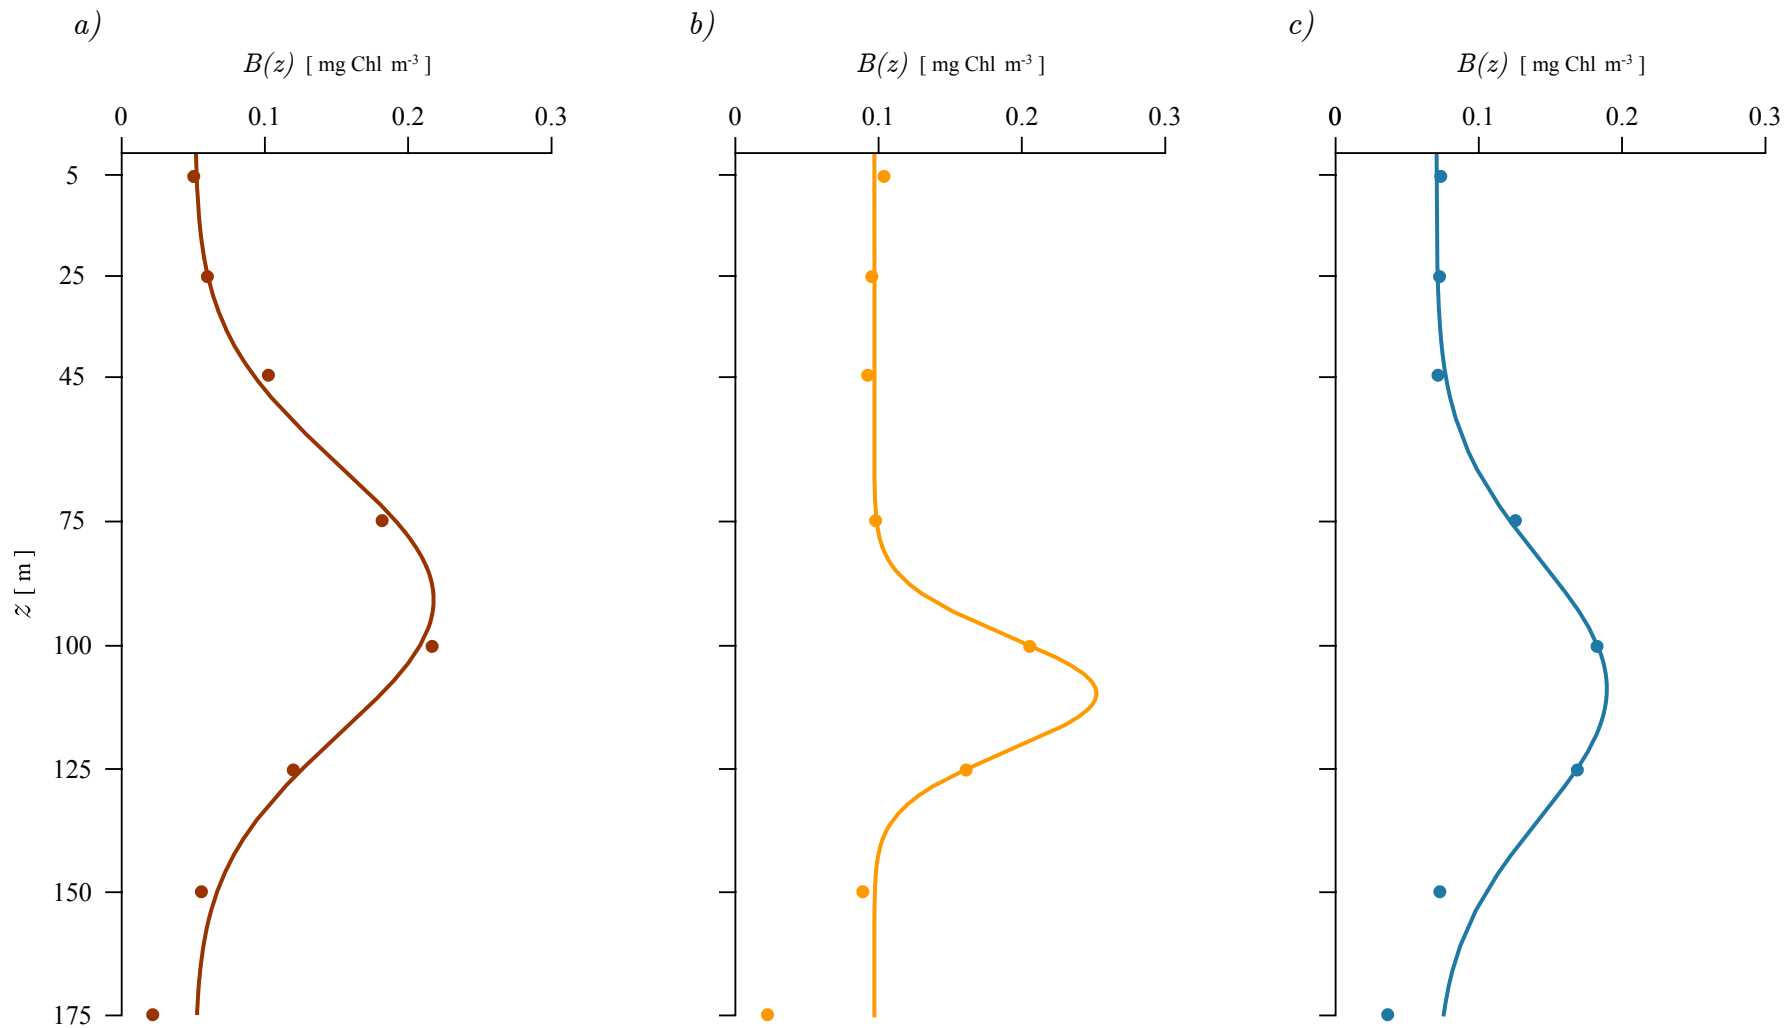 a) b) c)
B(z) [ mg Chl m⁻³ ] B(z) [ mg Chl m⁻³ ] B(z) [ mg Chl m⁻³ ]
0 0.1 0.2 0.3 0 0.1 0.2 0.3 0 0.1 0.2 0.3
5
25
45
75
z [ m ]
100
125
150
175